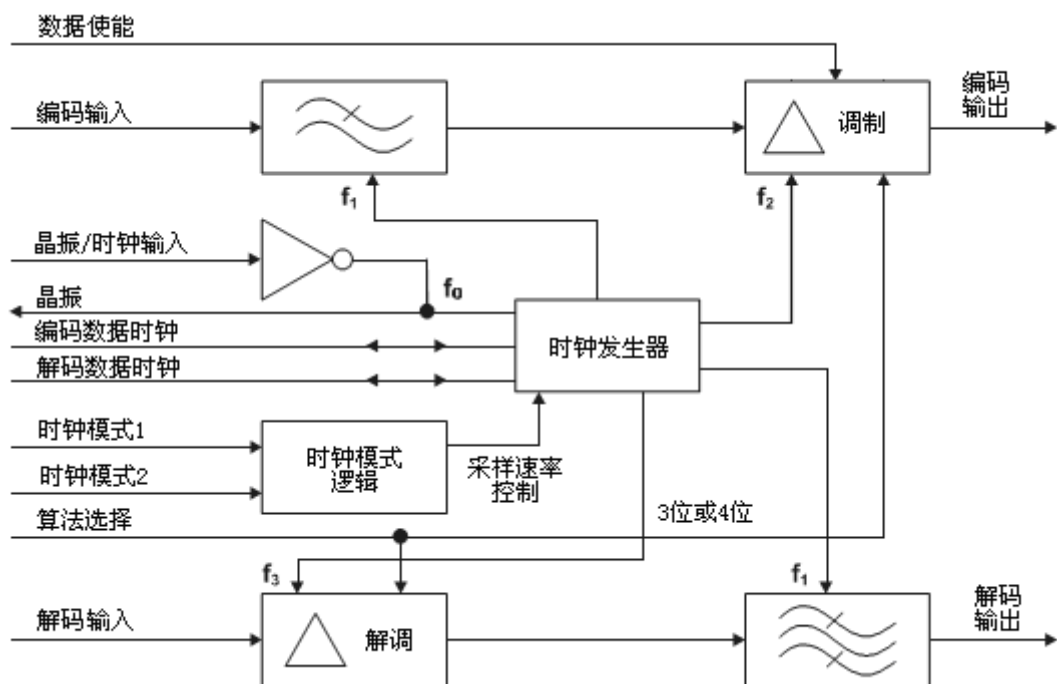 数据使能
编码输入
调制
编码
输出
f1
f2
晶振/时钟输入
晶振
f0
编码数据时钟
解码数据时钟
时钟发生器
时钟模式1
时钟模式2
时钟模式
逻辑
采样速率
控制
算法选择
3位或4位
f3
f1
解码输入
解调
解码
输出